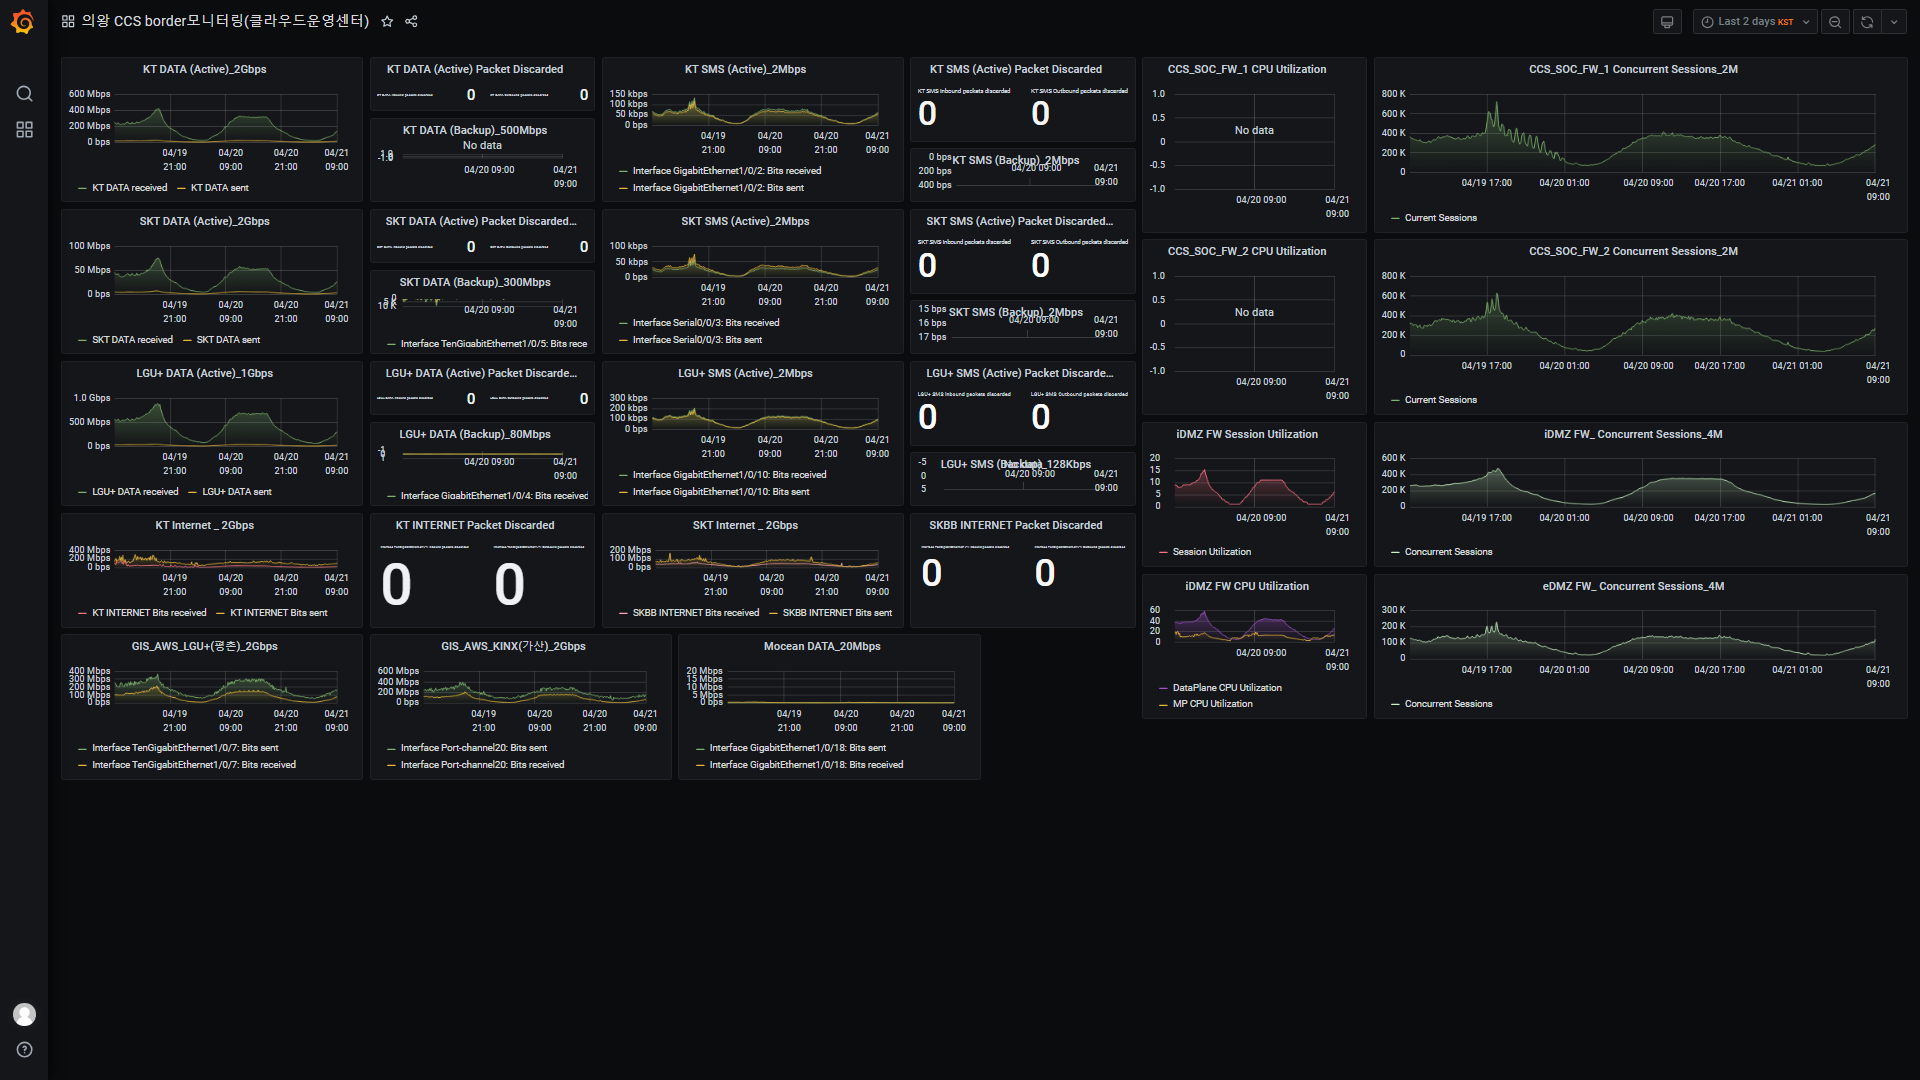 의왕 CCS border모니터링(클라우드운영센터)
Last 2 days KST
KT DATA (Active)_2Gbps
600 Mbps
400 Mbps
200 Mbps
0 bps
04/19 21:00
04/20 09:00
04/20 21:00
04/21 09:00
KT DATA received
KT DATA sent
KT DATA (Active) Packet Discarded
0
0
KT DATA (Backup)_500Mbps
No data
1.0
-1.0
04/20 09:00
04/21 09:00
KT SMS (Active)_2Mbps
150 kbps
100 kbps
50 kbps
0 bps
04/19 21:00
04/20 09:00
04/20 21:00
04/21 09:00
Interface GigabitEthernet1/0/2: Bits received
Interface GigabitEthernet1/0/2: Bits sent
KT SMS (Active) Packet Discarded
KT SMS Inbound packets discarded
KT SMS Outbound packets discarded
0
0
KT SMS (Backup)_2Mbps
0 bps
200 bps
400 bps
04/20 09:00
04/21 09:00
CCS_SOC_FW_1 CPU Utilization
1.0
0.5
0
-0.5
-1.0
No data
04/20 09:00
04/21 09:00
CCS_SOC_FW_1 Concurrent Sessions_2M
800 K
600 K
400 K
200 K
0
04/19 17:00
04/20 01:00
04/20 09:00
04/20 17:00
04/21 01:00
04/21 09:00
Current Sessions
SKT DATA (Active)_2Gbps
100 Mbps
50 Mbps
0 bps
04/19 21:00
04/20 09:00
04/20 21:00
04/21 09:00
SKT DATA received
SKT DATA sent
SKT DATA (Active) Packet Discarded...
0
0
SKT DATA (Backup)_300Mbps
0
5 K
10 K
04/20 09:00
04/21 09:00
Interface TenGigabitEthernet1/0/5: Bits rece
SKT SMS (Active)_2Mbps
100 kbps
50 kbps
0 bps
04/19 21:00
04/20 09:00
04/20 21:00
04/21 09:00
Interface Serial0/0/3: Bits received
Interface Serial0/0/3: Bits sent
SKT SMS (Active) Packet Discarded...
SKT SMS Inbound packets discarded
SKT SMS Outbound packets discarded
0
0
SKT SMS (Backup)_2Mbps
15 bps
16 bps
17 bps
04/20 09:00
04/21 09:00
CCS_SOC_FW_2 CPU Utilization
1.0
0.5
0
-0.5
-1.0
No data
04/20 09:00
04/21 09:00
CCS_SOC_FW_2 Concurrent Sessions_2M
800 K
600 K
400 K
200 K
0
04/19 17:00
04/20 01:00
04/20 09:00
04/20 17:00
04/21 01:00
04/21 09:00
Current Sessions
LGU+ DATA (Active)_1Gbps
1.0 Gbps
500 Mbps
0 bps
04/19 21:00
04/20 09:00
04/20 21:00
04/21 09:00
LGU+ DATA received
LGU+ DATA sent
LGU+ DATA (Active) Packet Discarde...
0
0
LGU+ DATA (Backup)_80Mbps
04/20 09:00
04/21 09:00
Interface GigabitEthernet1/0/4: Bits received
LGU+ SMS (Active)_2Mbps
300 kbps
200 kbps
100 kbps
0 bps
04/19 21:00
04/20 09:00
04/20 21:00
04/21 09:00
Interface GigabitEthernet1/0/10: Bits received
Interface GigabitEthernet1/0/10: Bits sent
LGU+ SMS (Active) Packet Discarde...
LGU+ SMS Inbound packets discarded
LGU+ SMS Outbound packets discarded
0
0
LGU+ SMS (Backup)_128Kbps
No data
-5
0
5
04/20 09:00
04/21 09:00
iDMZ FW Session Utilization
20
15
10
5
0
04/20 09:00
04/21 09:00
Session Utilization
iDMZ FW_ Concurrent Sessions_4M
600 K
400 K
200 K
0
04/19 17:00
04/20 01:00
04/20 09:00
04/20 17:00
04/21 01:00
04/21 09:00
Concurrent Sessions
KT Internet _ 2Gbps
400 Mbps
200 Mbps
0 bps
04/19 21:00
04/20 09:00
04/20 21:00
04/21 09:00
KT INTERNET Bits received
KT INTERNET Bits sent
KT INTERNET Packet Discarded
0
0
SKT Internet _ 2Gbps
200 Mbps
100 Mbps
0 bps
04/19 21:00
04/20 09:00
04/20 21:00
04/21 09:00
SKBB INTERNET Bits received
SKBB INTERNET Bits sent
SKBB INTERNET Packet Discarded
0
0
iDMZ FW CPU Utilization
60
40
20
0
04/20 09:00
04/21 09:00
DataPlane CPU Utilization
MP CPU Utilization
eDMZ FW_ Concurrent Sessions_4M
300 K
200 K
100 K
0
04/19 17:00
04/20 01:00
04/20 09:00
04/20 17:00
04/21 01:00
04/21 09:00
Concurrent Sessions
GIS_AWS_LGU+(평촌)_2Gbps
400 Mbps
300 Mbps
200 Mbps
100 Mbps
0 bps
04/19 21:00
04/20 09:00
04/20 21:00
04/21 09:00
Interface TenGigabitEthernet1/0/7: Bits sent
Interface TenGigabitEthernet1/0/7: Bits received
GIS_AWS_KINX(가산)_2Gbps
600 Mbps
400 Mbps
200 Mbps
0 bps
04/19 21:00
04/20 09:00
04/20 21:00
04/21 09:00
Interface Port-channel20: Bits sent
Interface Port-channel20: Bits received
Mocean DATA_20Mbps
20 Mbps
15 Mbps
10 Mbps
5 Mbps
0 bps
04/19 21:00
04/20 09:00
04/20 21:00
04/21 09:00
Interface GigabitEthernet1/0/18: Bits sent
Interface GigabitEthernet1/0/18: Bits received